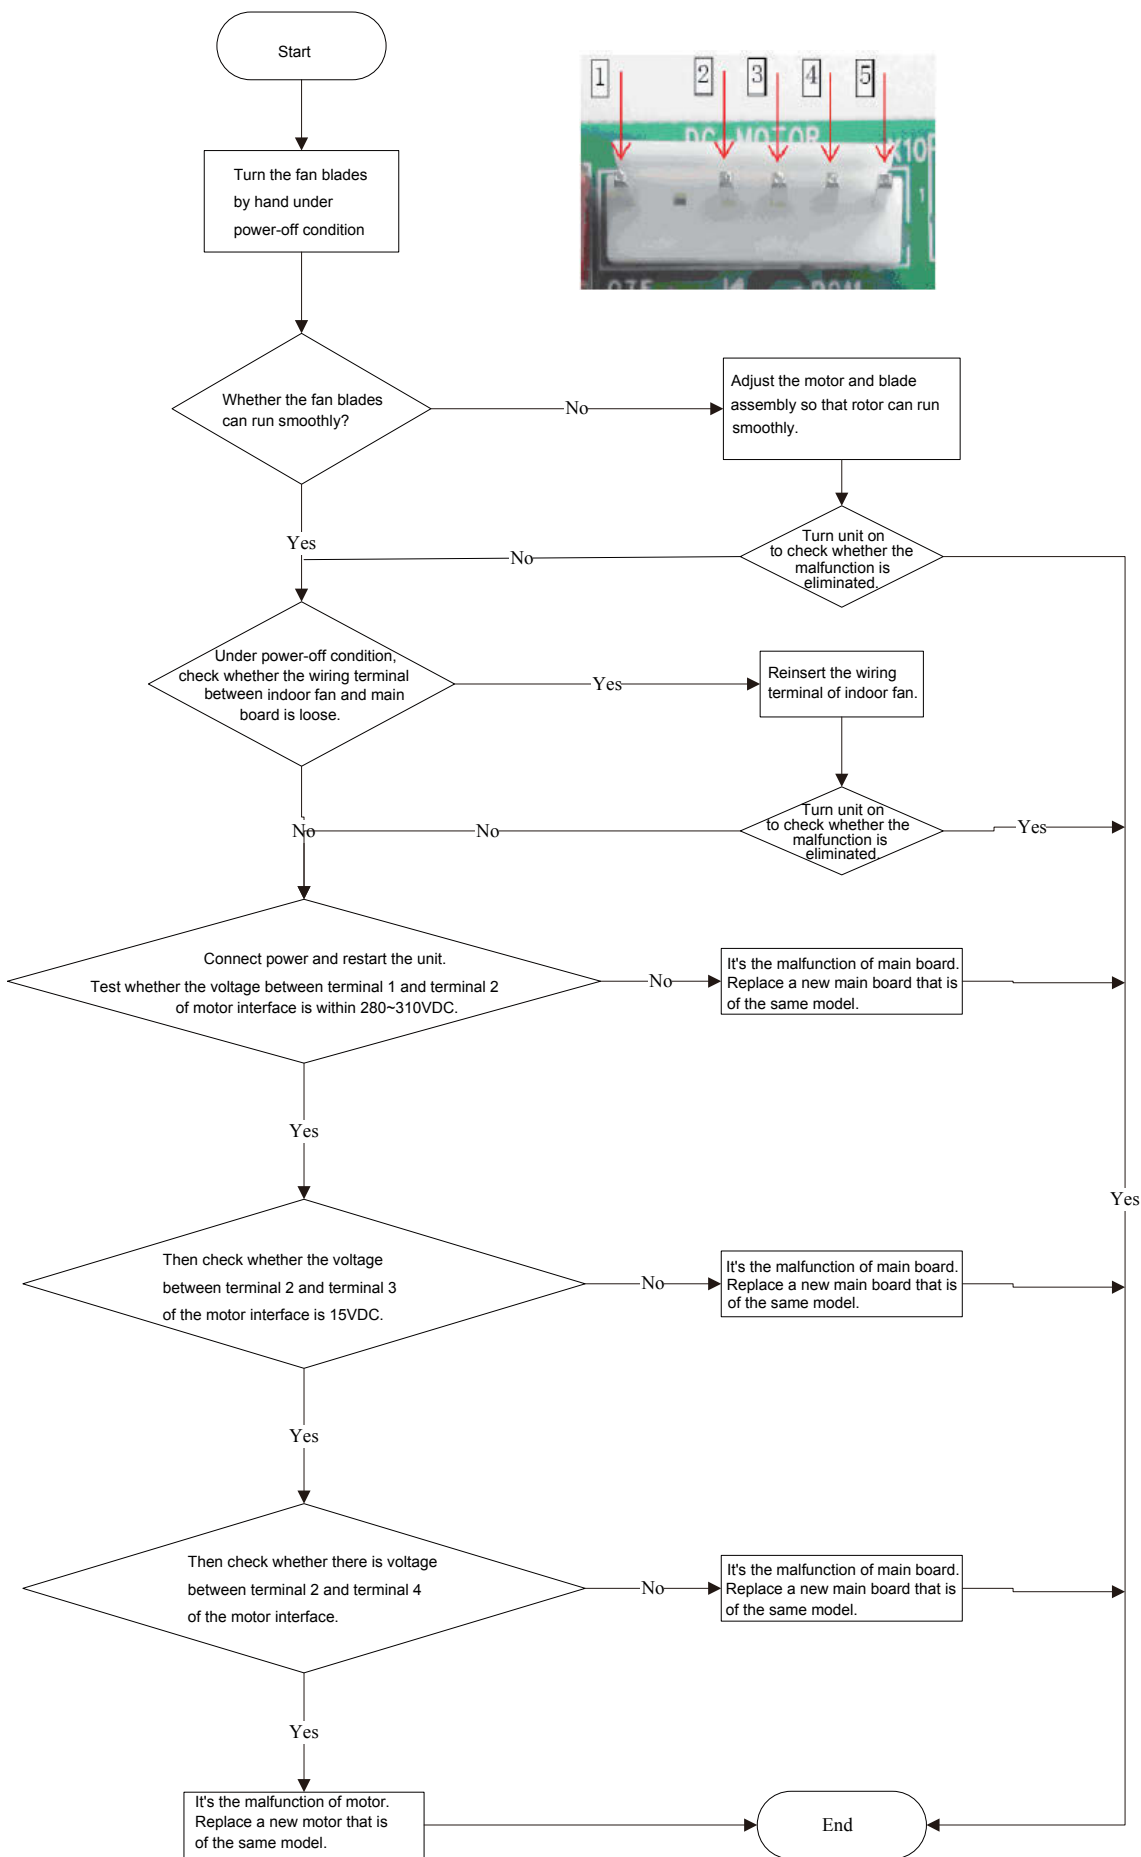 Start
1
2
3
4
5
DC MOTOR
1
Turn the fan blades
by hand under
power-off condition
Whether the fan blades
can run smoothly?
No
Adjust the motor and blade
assembly so that rotor can run
smoothly.
Yes
No
Turn unit on
to check whether the
malfunction is
eliminated.
Under power-off condition,
check whether the wiring terminal
between indoor fan and main
board is loose.
Yes
Reinsert the wiring
terminal of indoor fan.
No
No
Turn unit on
to check whether the
malfunction is
eliminated.
Yes
Connect power and restart the unit.
Test whether the voltage between terminal 1 and terminal 2
of motor interface is within 280~310VDC.
No
It's the malfunction of main board.
Replace a new main board that is
of the same model.
Yes
Yes
Then check whether the voltage
between terminal 2 and terminal 3
of the motor interface is 15VDC.
No
It's the malfunction of main board.
Replace a new main board that is
of the same model.
Yes
Then check whether there is voltage
between terminal 2 and terminal 4
of the motor interface.
No
It's the malfunction of main board.
Replace a new main board that is
of the same model.
Yes
It's the malfunction of motor.
Replace a new motor that is
of the same model.
End